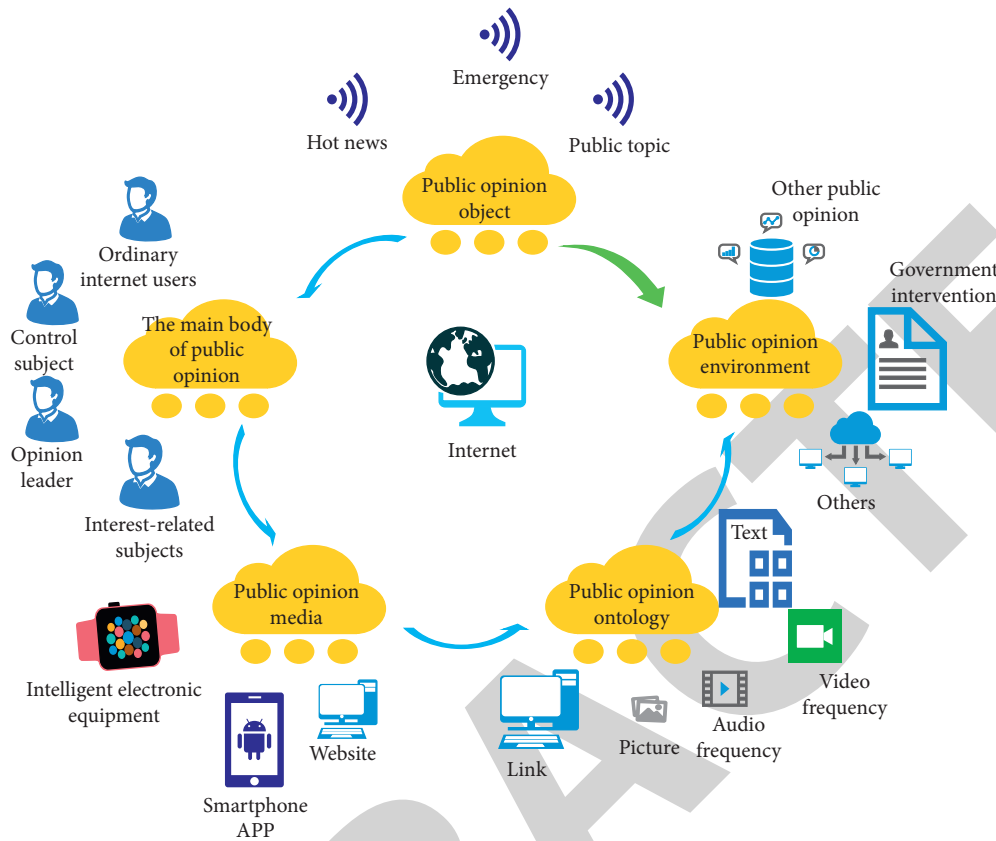 Emergency
Hot news
Public topic
Public opinion
object
Other public
opinion
Ordinary
internet users
Government
intervention
Control
subject
The main body
of public
opinion
Public opinion
environment
Opinion
leader
Internet
Others
Interest-related
subjects
Text
Public opinion
media
Public opinion
ontology
Intelligent electronic
equipment
Video
frequency
Website
Link
Picture
Audio
frequency
Smartphone
APP